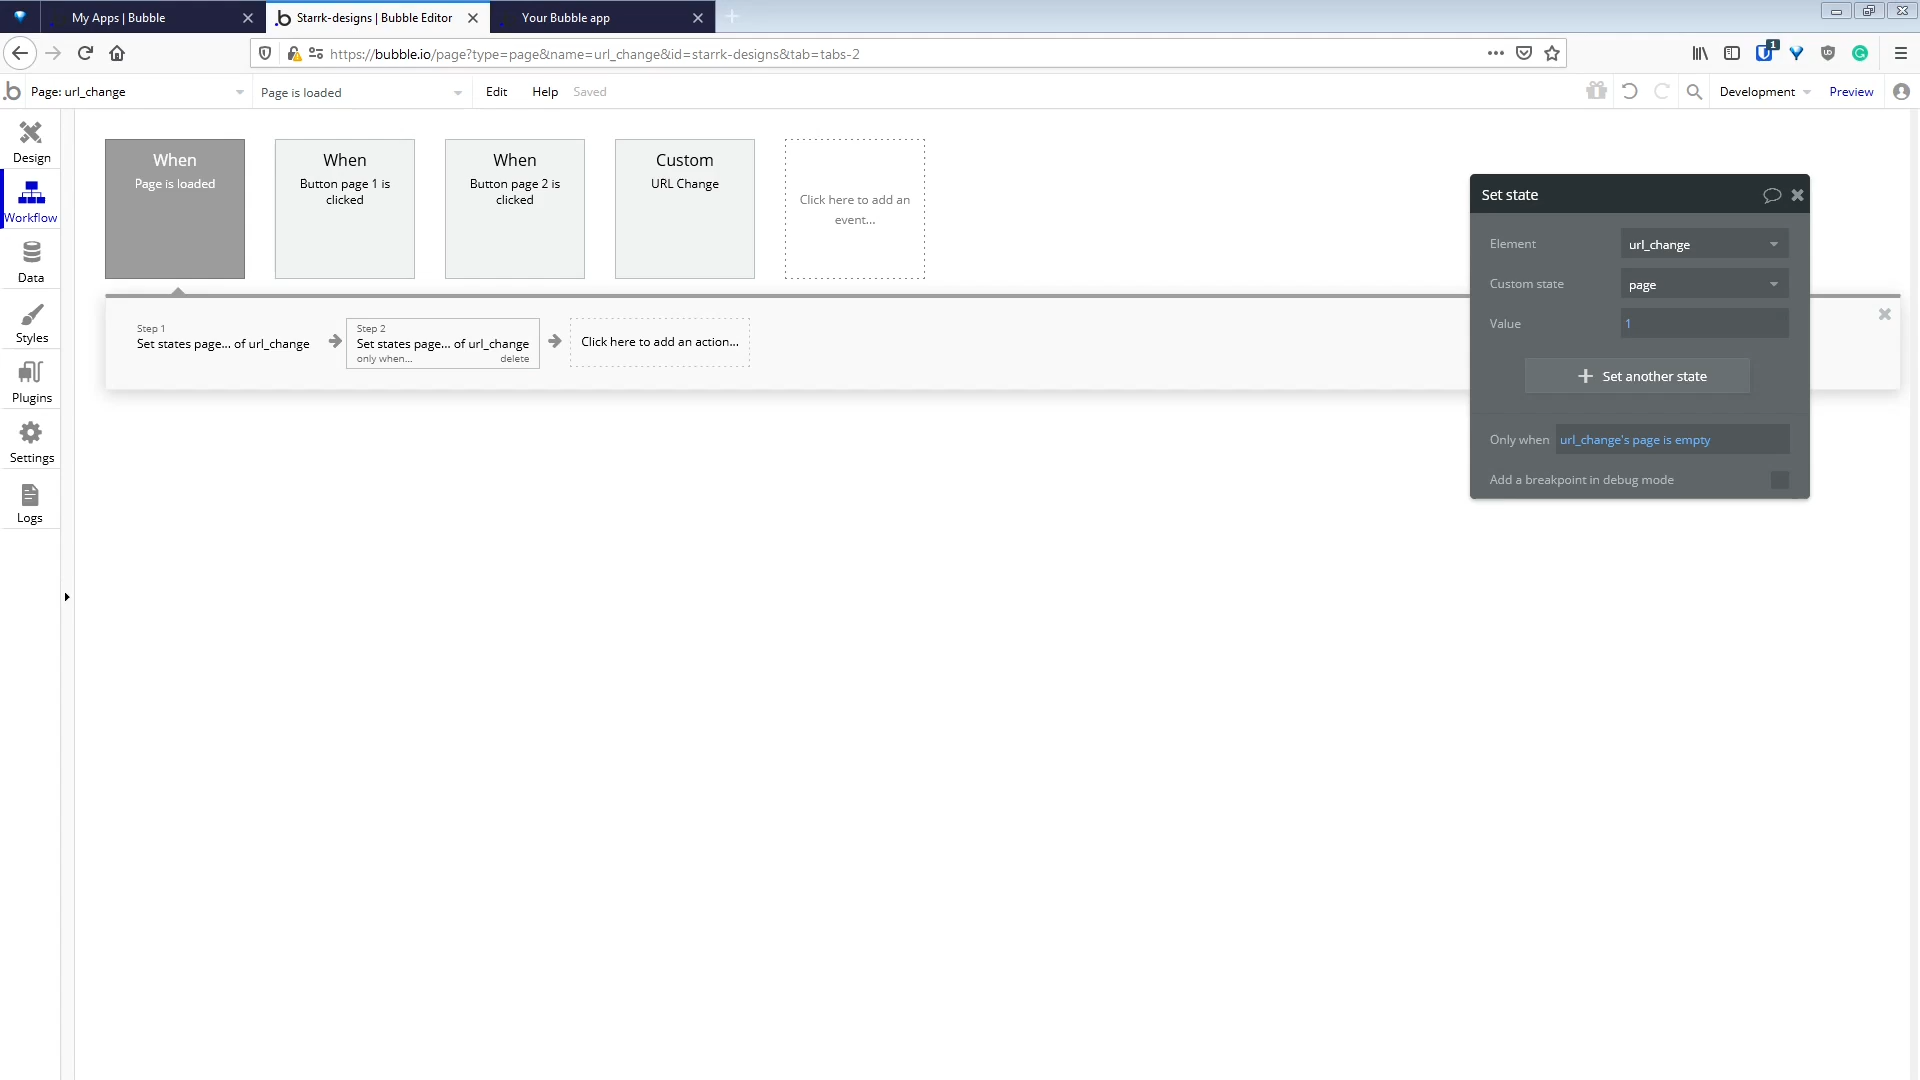 My Apps | Bubble
Starrk-designs | Bubble Editor
Your Bubble app
https://bubble.io/page?type=page&name=url_change&id=starrk-designs&tab=tabs-2
1
Page: url_change
Page is loaded
Edit
Help
Saved
Development
Preview
Design
Workflow
Data
Styles
Plugins
Settings
Logs
When
Page is loaded
When
Button page 1 is
clicked
When
Button page 2 is
clicked
Custom
URL Change
Click here to add an
event...
Step 1
Set states page... of url_change
Step 2
Set states page... of url_change
only when...
delete
Click here to add an action...
Set state
Element
url_change
Custom state
page
Value
1
Set another state
Only when
url_change's page is empty
Add a breakpoint in debug mode